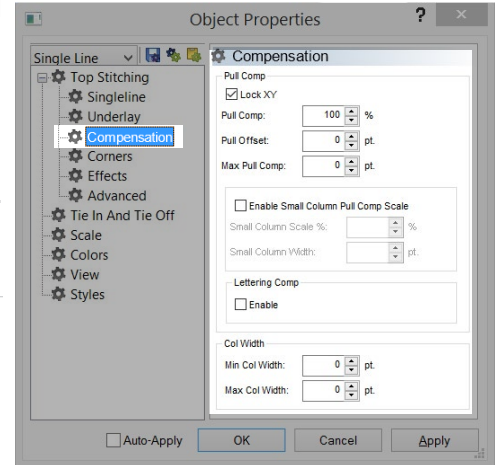 Object Properties
?
Single Line
Top Stitching
Singleline
Underlay
Compensation
Corners
Effects
Advanced
Tie In And Tie Off
Scale
Colors
View
Styles
Compensation
Pull Comp
Lock XY
Pull Comp: 100 %
Pull Offset: 0 pt.
Max Pull Comp: 0 pt.
Enable Small Column Pull Comp Scale
Small Column Scale %: %
Small Column Width: pt.
Lettering Comp
Enable
Col Width
Min Col Width: 0 pt.
Max Col Width: 0 pt.
Auto-Apply
OK
Cancel
Apply